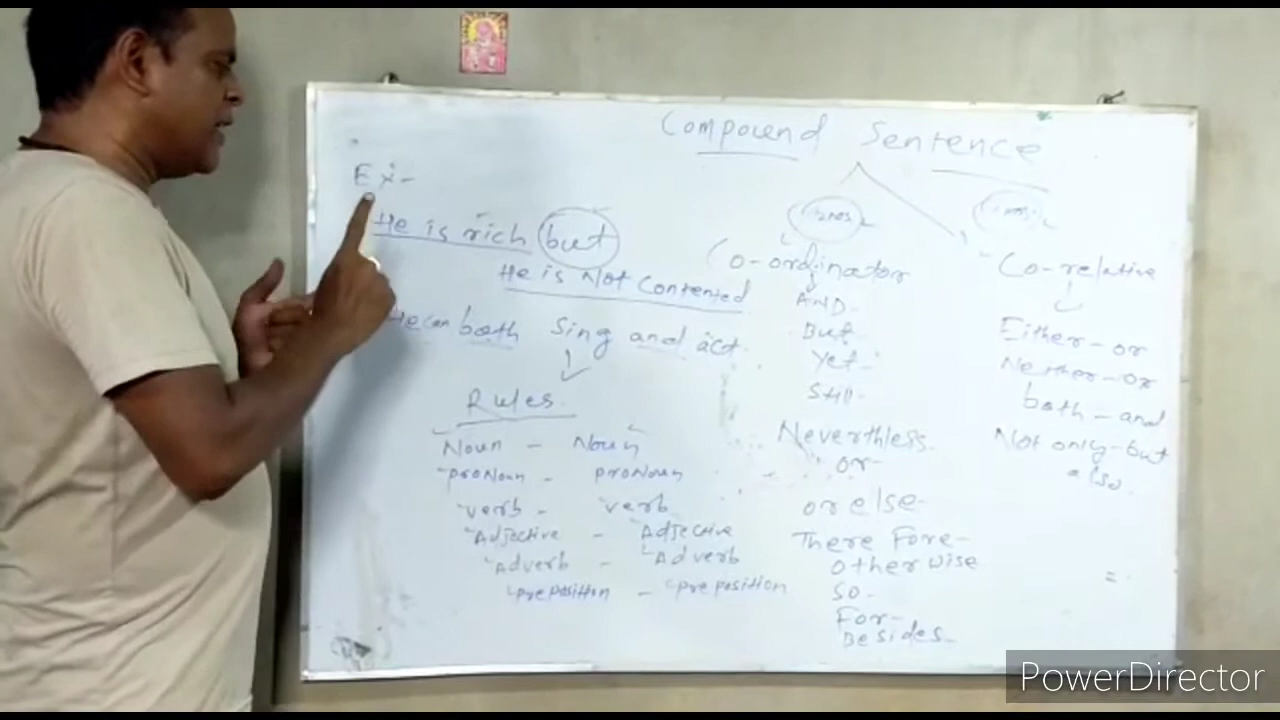 Compound Sentence
Ex-
He is rich but
He is Not Contented
He can both Sing and act.
Rules.
Noun - Noun
proNoun - proNoun
verb - verb
Adjective - Adjective
Adverb - Adverb
preposition - preposition
Co-ordinator
AND-
But-
Yet-
Still-
Neverthless-
or-
or else-
There Fore-
otherwise
So-
For-
Besides-
Co-relative
Either-or
Neither-or
both-and
Not only-but
also.
=
PowerDirector